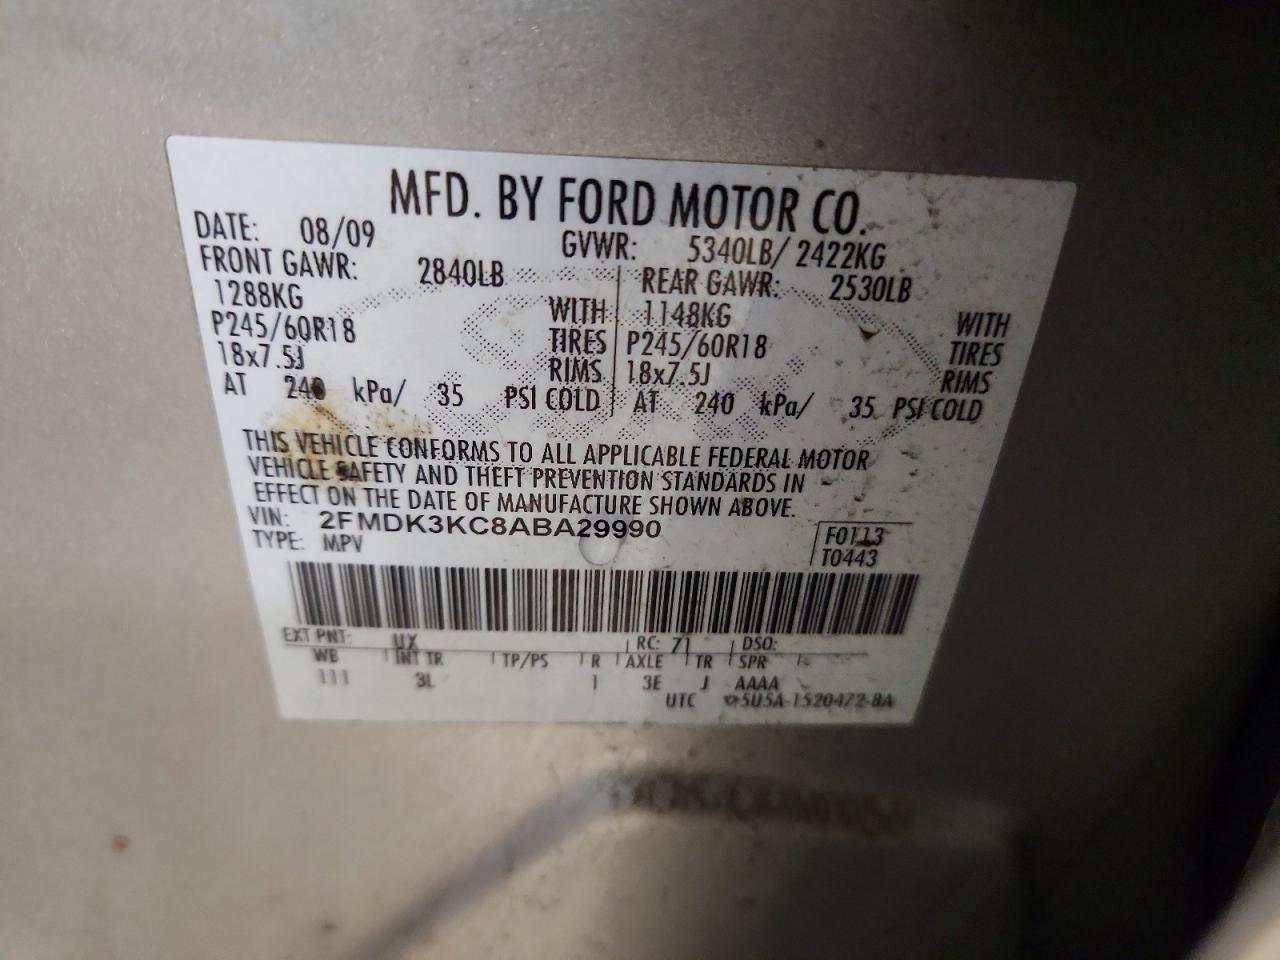 MFD. BY FORD MOTOR CO.
DATE: 08/09 GVWR: 5340LB/ 2422KG
FRONT GAWR: 2840LB REAR GAWR: 2530LB
1288KG WITH 1148KG WITH
P245/60R18 TIRES P245/60R18 TIRES
18x7.5J RIMS 18x7.5J RIMS
AT 240 kPa/ 35 PSI COLD AT 240 kPa/ 35 PSI COLD
THIS VEHICLE CONFORMS TO ALL APPLICABLE FEDERAL MOTOR
VEHICLE SAFETY AND THEFT PREVENTION STANDARDS IN
EFFECT ON THE DATE OF MANUFACTURE SHOWN ABOVE.
VIN: 2FMDK3KC8ABA29990
F0113
TYPE: MPV
T0443
EXT PNT: UX RC: 71 DSO:
WB INT TR TP/PS R AXLE TR SPR
111 3L 1 3E J AAAA
UTC 5U5A-1520472-BA